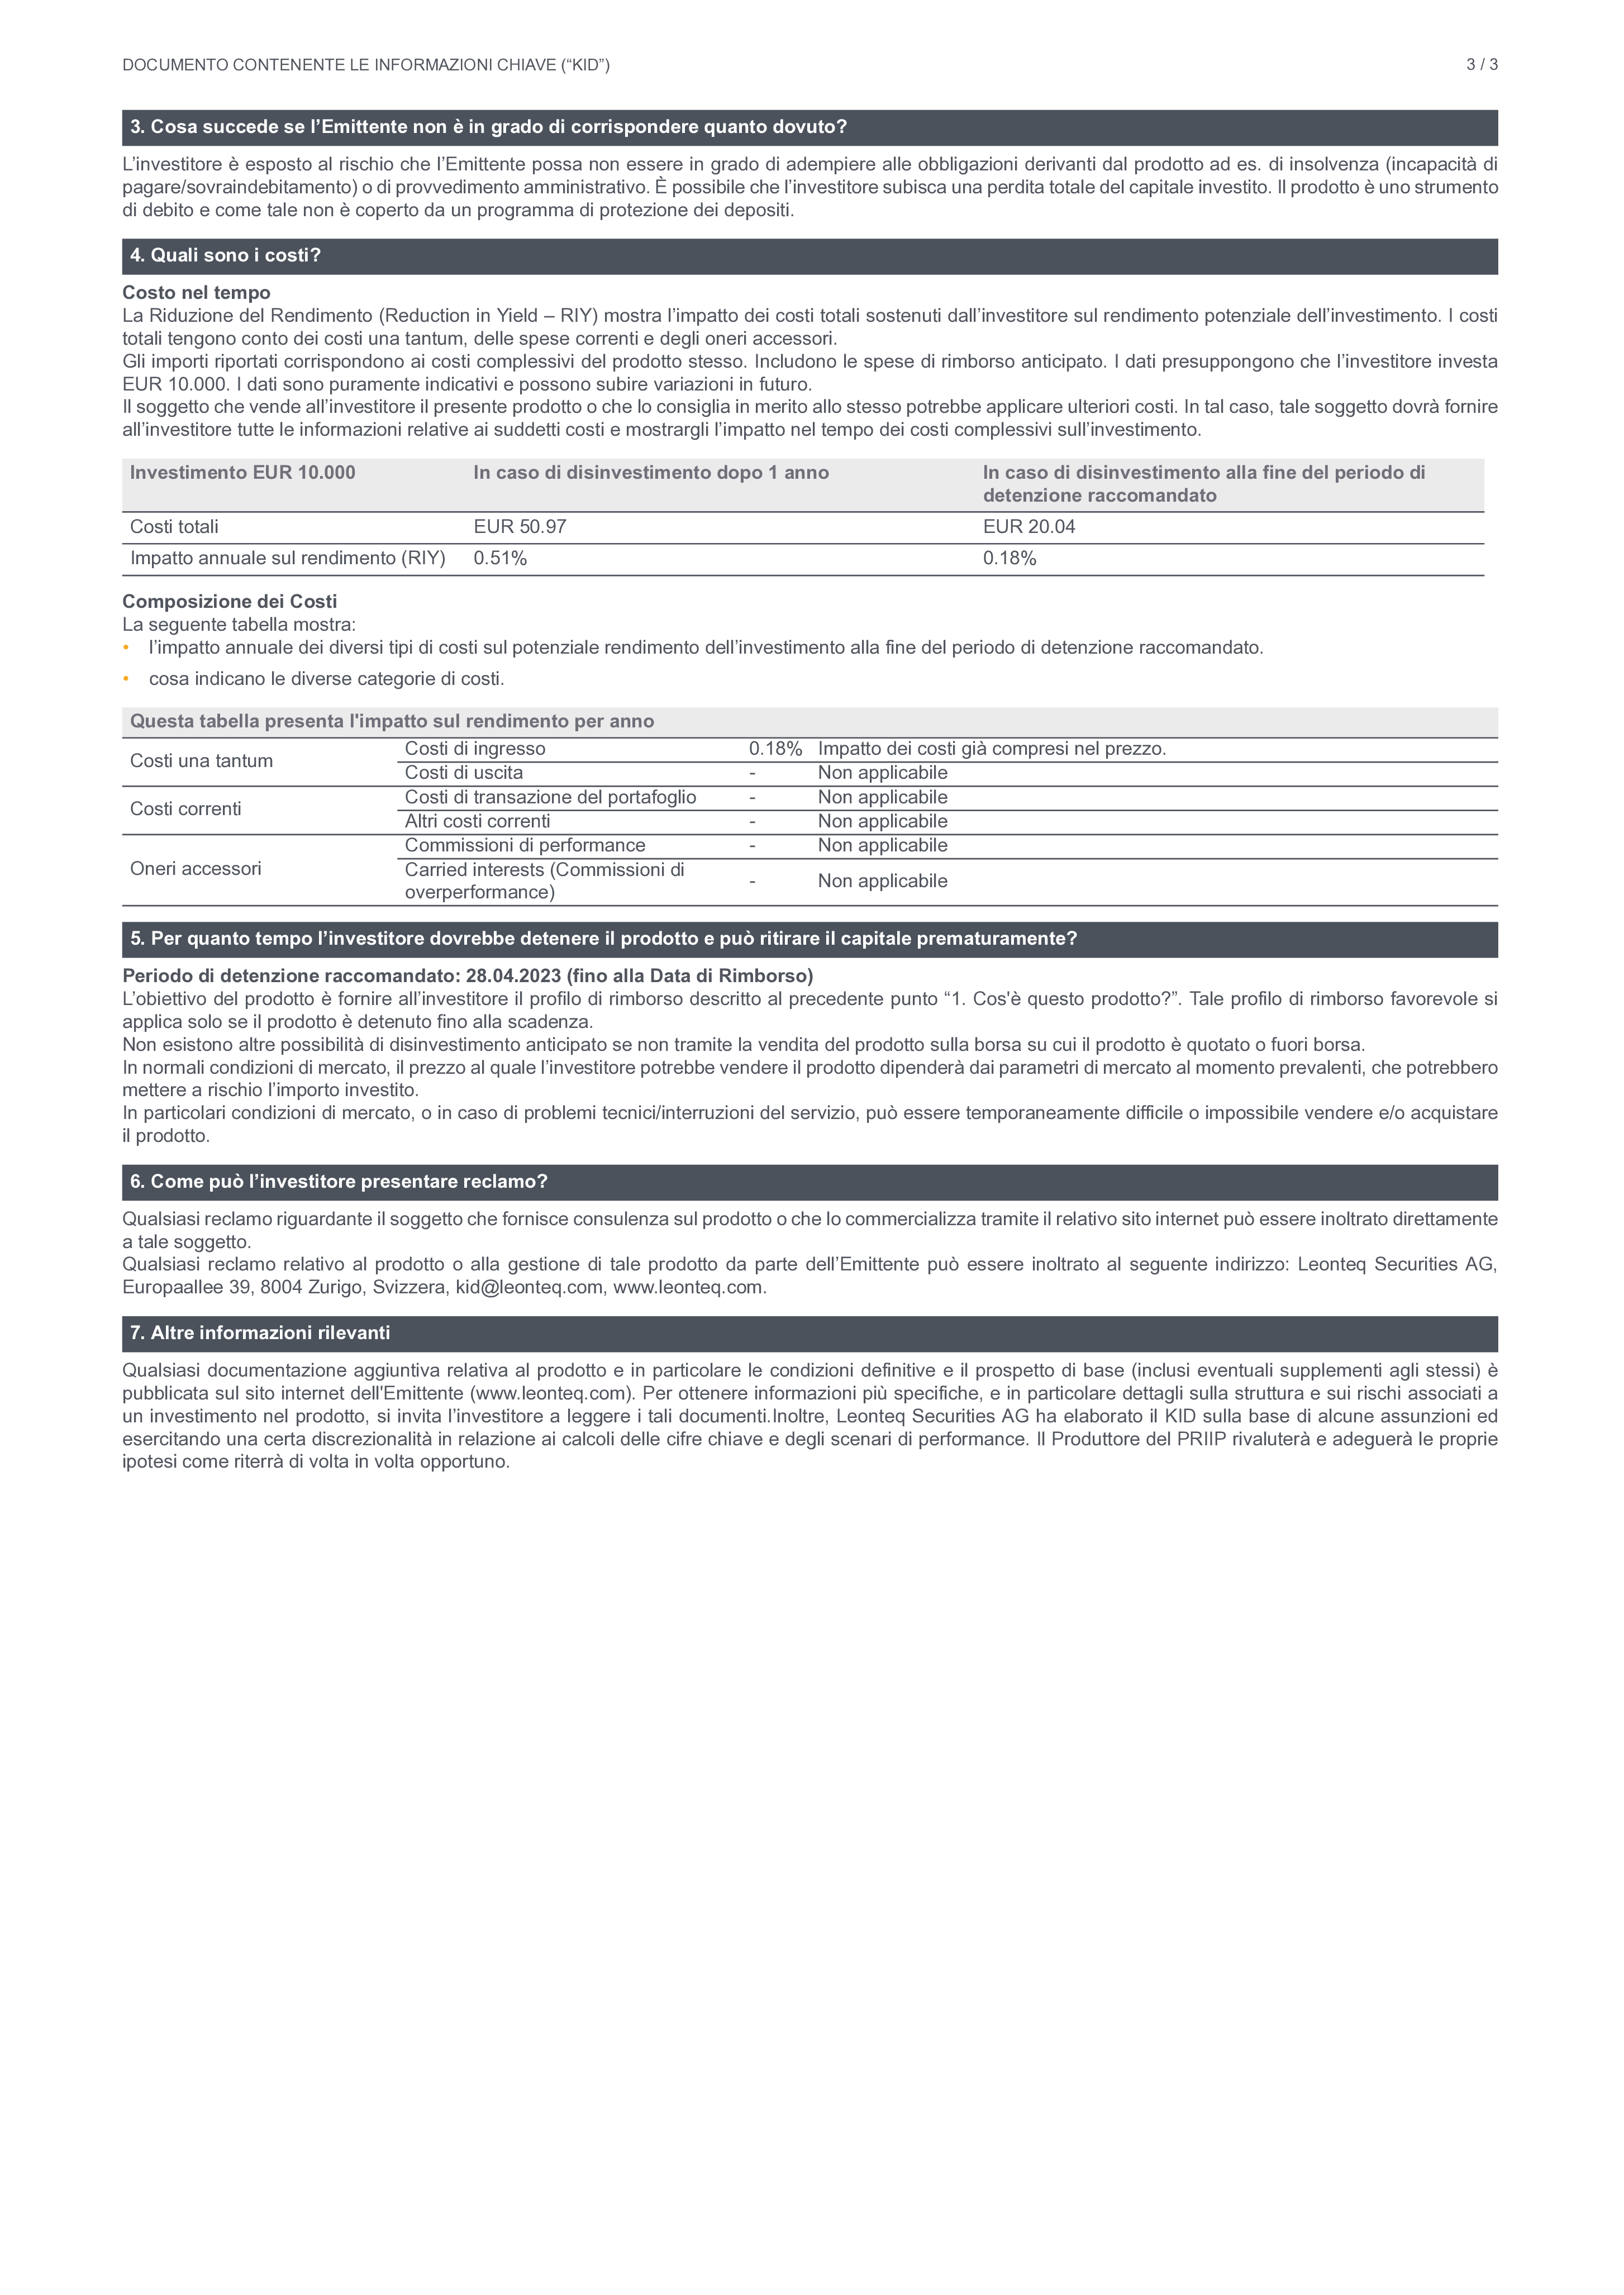 DOCUMENTO CONTENENTE LE INFORMAZIONI CHIAVE (“KID”) 3 / 3
3. Cosa succede se l’Emittente non è in grado di corrispondere quanto dovuto?
L’investitore è esposto al rischio che l’Emittente possa non essere in grado di adempiere alle obbligazioni derivanti dal prodotto ad es. di insolvenza (incapacità di
pagare/sovraindebitamento) o di provvedimento amministrativo. È possibile che l’investitore subisca una perdita totale del capitale investito. Il prodotto è uno strumento
di debito e come tale non è coperto da un programma di protezione dei depositi.
4. Quali sono i costi?
Costo nel tempo
La Riduzione del Rendimento (Reduction in Yield – RIY) mostra l’impatto dei costi totali sostenuti dall’investitore sul rendimento potenziale dell’investimento. I costi
totali tengono conto dei costi una tantum, delle spese correnti e degli oneri accessori.
Gli importi riportati corrispondono ai costi complessivi del prodotto stesso. Includono le spese di rimborso anticipato. I dati presuppongono che l’investitore investa
EUR 10.000. I dati sono puramente indicativi e possono subire variazioni in futuro.
Il soggetto che vende all’investitore il presente prodotto o che lo consiglia in merito allo stesso potrebbe applicare ulteriori costi. In tal caso, tale soggetto dovrà fornire
all’investitore tutte le informazioni relative ai suddetti costi e mostrargli l’impatto nel tempo dei costi complessivi sull’investimento.
Investimento EUR 10.000 In caso di disinvestimento dopo 1 anno In caso di disinvestimento alla fine del periodo di
detenzione raccomandato
Costi totali EUR 50.97 EUR 20.04
Impatto annuale sul rendimento (RIY) 0.51% 0.18%
Composizione dei Costi
La seguente tabella mostra:
• l’impatto annuale dei diversi tipi di costi sul potenziale rendimento dell’investimento alla fine del periodo di detenzione raccomandato.
• cosa indicano le diverse categorie di costi.
Questa tabella presenta l'impatto sul rendimento per anno
Costi una tantum
Costi di ingresso 0.18% Impatto dei costi già compresi nel prezzo.
Costi di uscita - Non applicabile
Costi correnti
Costi di transazione del portafoglio - Non applicabile
Altri costi correnti - Non applicabile
Oneri accessori
Commissioni di performance - Non applicabile
Carried interests (Commissioni di
overperformance) - Non applicabile
5. Per quanto tempo l’investitore dovrebbe detenere il prodotto e può ritirare il capitale prematuramente?
Periodo di detenzione raccomandato: 28.04.2023 (fino alla Data di Rimborso)
L’obiettivo del prodotto è fornire all’investitore il profilo di rimborso descritto al precedente punto “1. Cos'è questo prodotto?”. Tale profilo di rimborso favorevole si
applica solo se il prodotto è detenuto fino alla scadenza.
Non esistono altre possibilità di disinvestimento anticipato se non tramite la vendita del prodotto sulla borsa su cui il prodotto è quotato o fuori borsa.
In normali condizioni di mercato, il prezzo al quale l’investitore potrebbe vendere il prodotto dipenderà dai parametri di mercato al momento prevalenti, che potrebbero
mettere a rischio l’importo investito.
In particolari condizioni di mercato, o in caso di problemi tecnici/interruzioni del servizio, può essere temporaneamente difficile o impossibile vendere e/o acquistare
il prodotto.
6. Come può l’investitore presentare reclamo?
Qualsiasi reclamo riguardante il soggetto che fornisce consulenza sul prodotto o che lo commercializza tramite il relativo sito internet può essere inoltrato direttamente
a tale soggetto.
Qualsiasi reclamo relativo al prodotto o alla gestione di tale prodotto da parte dell’Emittente può essere inoltrato al seguente indirizzo: Leonteq Securities AG,
Europaallee 39, 8004 Zurigo, Svizzera, kid@leonteq.com, www.leonteq.com.
7. Altre informazioni rilevanti
Qualsiasi documentazione aggiuntiva relativa al prodotto e in particolare le condizioni definitive e il prospetto di base (inclusi eventuali supplementi agli stessi) è
pubblicata sul sito internet dell'Emittente (www.leonteq.com). Per ottenere informazioni più specifiche, e in particolare dettagli sulla struttura e sui rischi associati a
un investimento nel prodotto, si invita l’investitore a leggere i tali documenti.Inoltre, Leonteq Securities AG ha elaborato il KID sulla base di alcune assunzioni ed
esercitando una certa discrezionalità in relazione ai calcoli delle cifre chiave e degli scenari di performance. Il Produttore del PRIIP rivaluterà e adeguerà le proprie
ipotesi come riterrà di volta in volta opportuno.